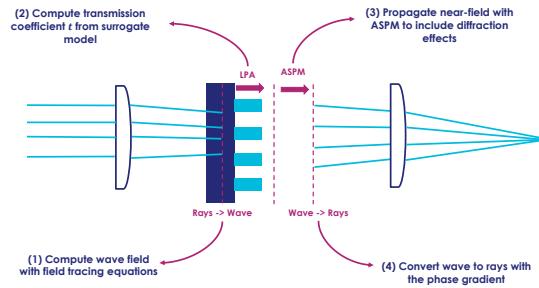 (2) Compute transmission
coefficient t from surrogate
model
(3) Propagate near-field with
ASPM to include diffraction
effects
LPA
ASPM
Rays -> Wave
Wave -> Rays
(1) Compute wave field
with field tracing equations
(4) Convert wave to rays with
the phase gradient